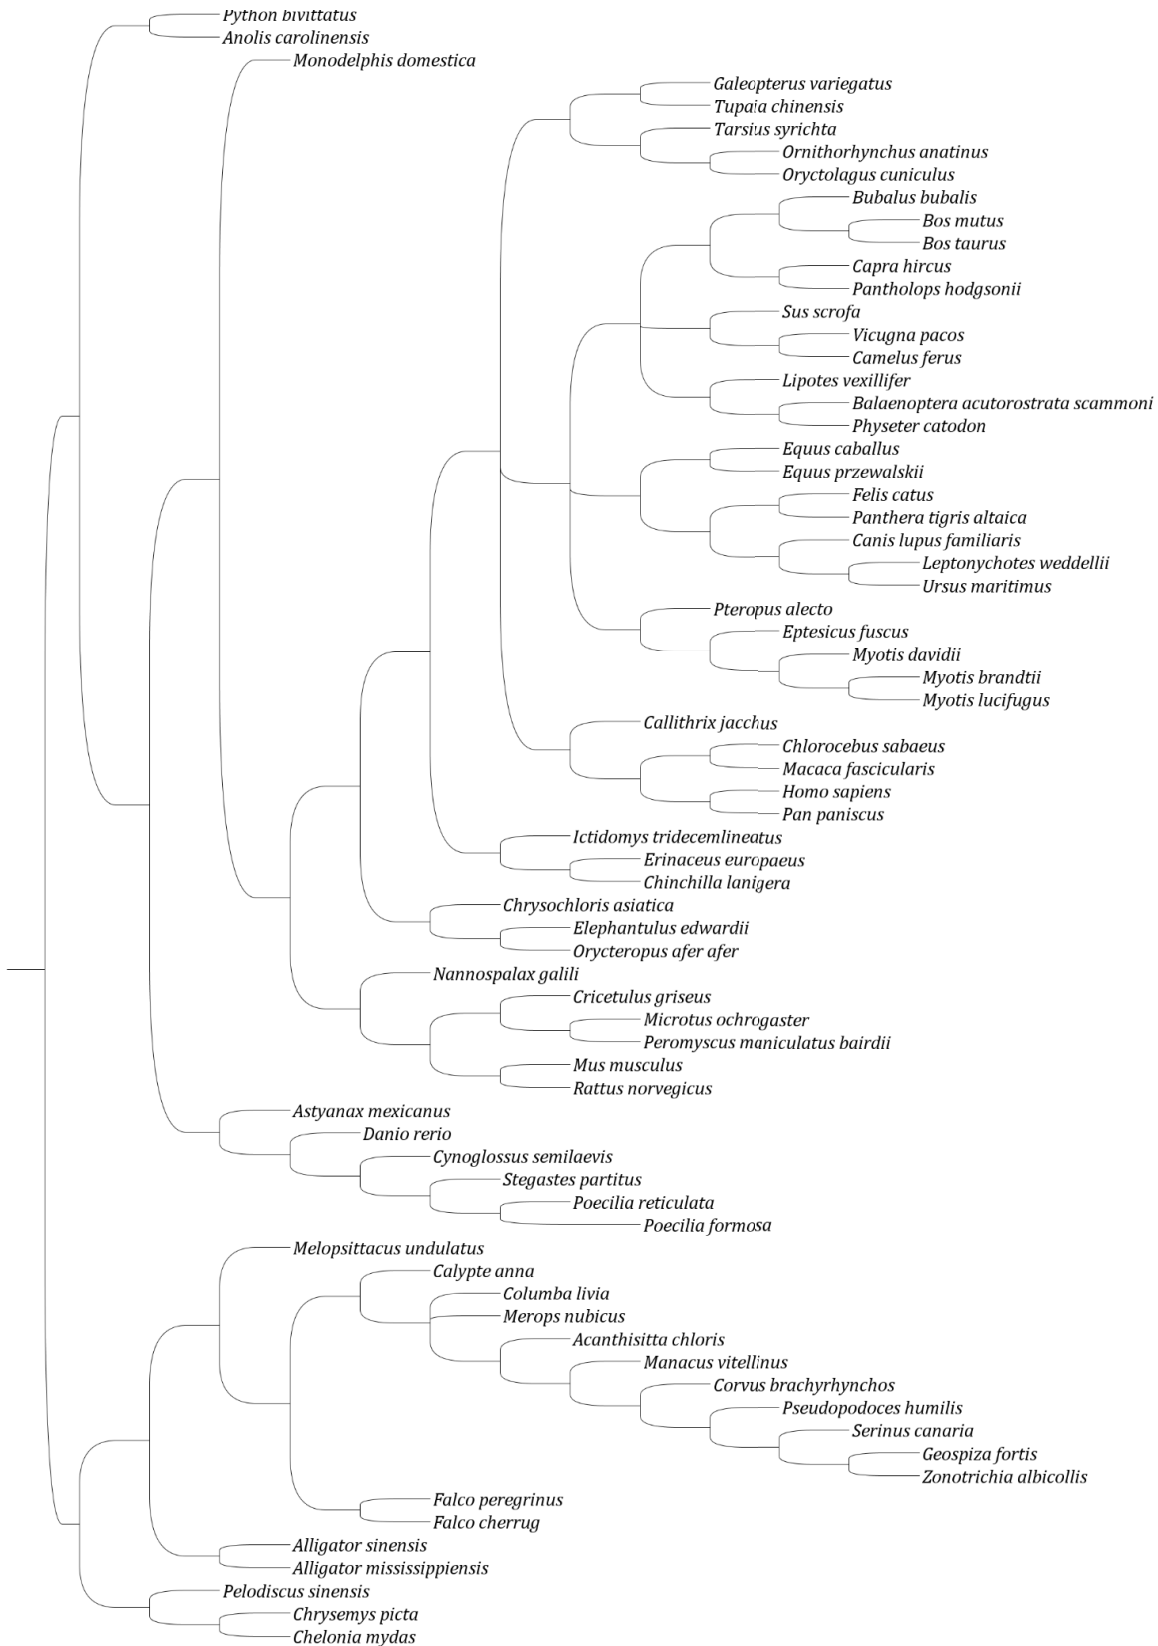 Python bivittatus
Anolis carolinensis
Monodelphis domestica
Galeopterus variegatus
Tupaia chinensis
Tarsius syrichta
Ornithorhynchus anatinus
Oryctolagus cuniculus
Bubalus bubalis
Bos mutus
Bos taurus
Capra hircus
Pantholops hodgsonii
Sus scrofa
Vicugna pacos
Camelus ferus
Lipotes vexillifer
Balaenoptera acutorostrata scammoni
Physeter catodon
Equus caballus
Equus przewalskii
Felis catus
Panthera tigris altaica
Canis lupus familiaris
Leptonychotes weddellii
Ursus maritimus
Pteropus alecto
Eptesicus fuscus
Myotis davidii
Myotis brandtii
Myotis lucifugus
Callithrix jacchus
Chlorocebus sabaeus
Macaca fascicularis
Homo sapiens
Pan paniscus
Ictidomys tridecemlineatus
Erinaceus europaeus
Chinchilla lanigera
Chrysochloris asiatica
Elephantulus edwardii
Orycteropus afer afer
Nannospalax galili
Cricetulus griseus
Microtus ochrogaster
Peromyscus maniculatus bairdii
Mus musculus
Rattus norvegicus
Astyanax mexicanus
Danio rerio
Cynoglossus semilaevis
Stegastes partitus
Poecilia reticulata
Poecilia formosa
Melopsittacus undulatus
Calypte anna
Columba livia
Merops nubicus
Acanthisitta chloris
Manacus vitellinus
Corvus brachyrhynchos
Pseudopodoces humilis
Serinus canaria
Geospiza fortis
Zonotrichia albicollis
Falco peregrinus
Falco cherrug
Alligator sinensis
Alligator mississippiensis
Pelodiscus sinensis
Chrysemys picta
Chelonia mydas